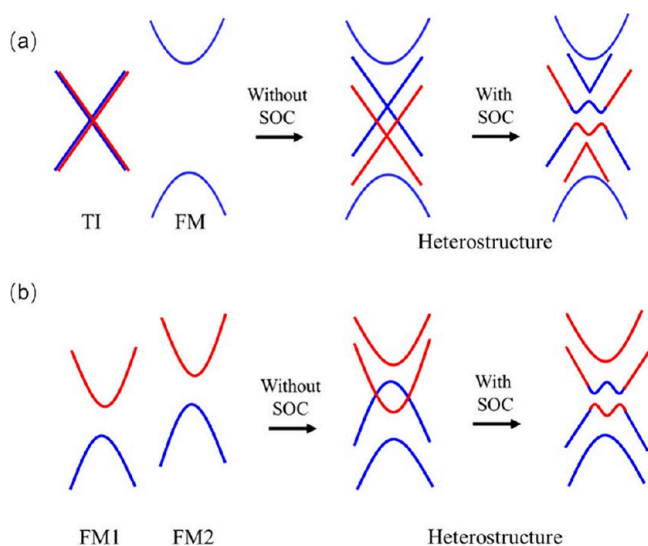 (a)
Without
SOC
With
SOC
TI
FM
Heterostructure
(b)
Without
SOC
With
SOC
FM1
FM2
Heterostructure